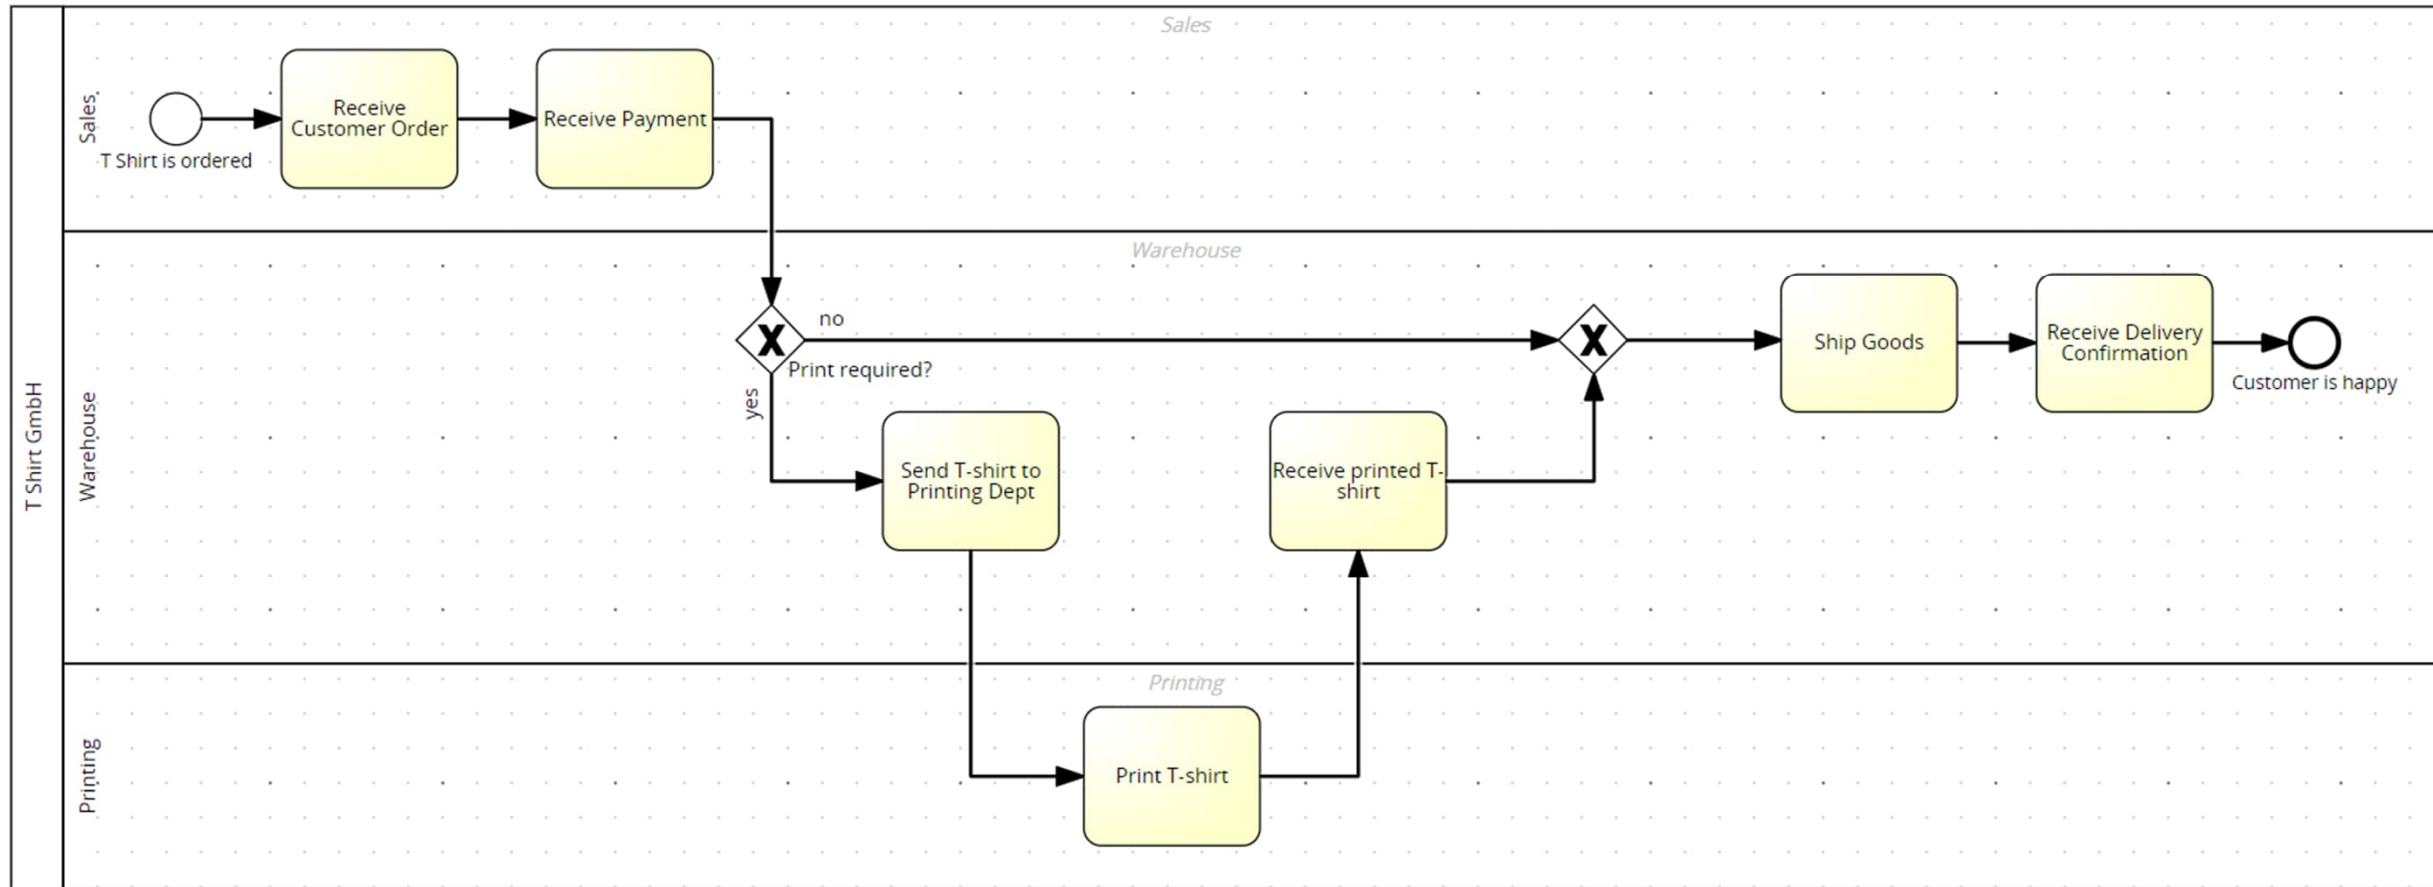 T Shirt GmbH
Sales
Sales
T Shirt is ordered
Receive
Customer Order
Receive Payment
Warehouse
Warehouse
no
Print required?
yes
Send T-shirt to
Printing Dept
Receive printed T-
shirt
Ship Goods
Receive Delivery
Confirmation
Customer is happy
Printing
Printing
Print T-shirt